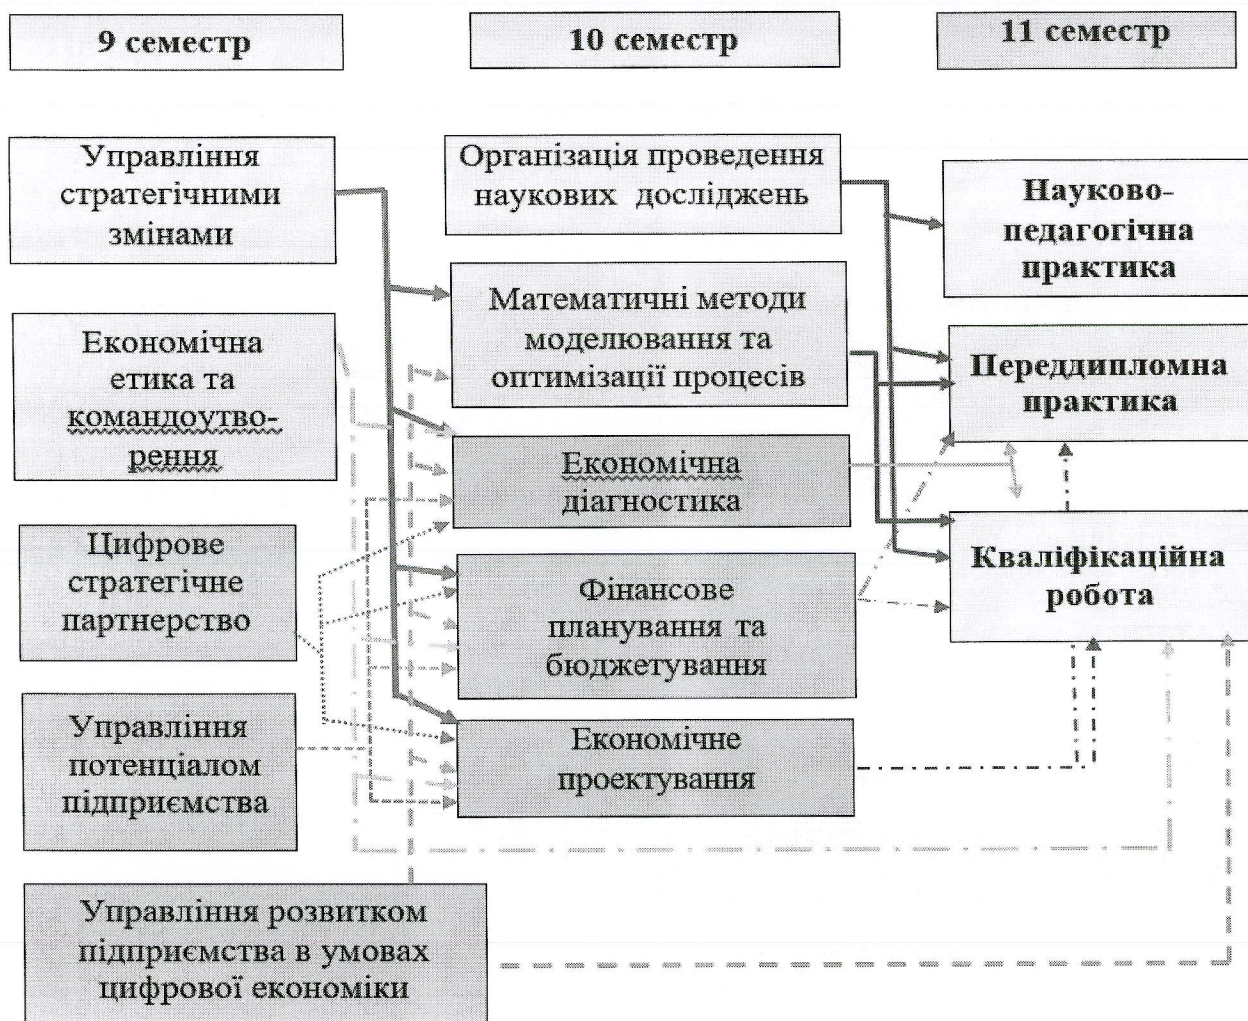 9 семестр
10 семестр
11 семестр
Управління
стратегічними
змінами
Економічна
етика та
командоутво-
рення
Цифрове
стратегічне
партнерство
Управління
потенціалом
підприємства
Управління розвитком
підприємства в умовах
цифрової економіки
Організація проведення
наукових досліджень
Математичні методи
моделювання та
оптимізації процесів
Економічна
діагностика
Фінансове
планування та
бюджетування
Економічне
проектування
Науково-
педагогічна
практика
Переддипломна
практика
Кваліфікаційна
робота